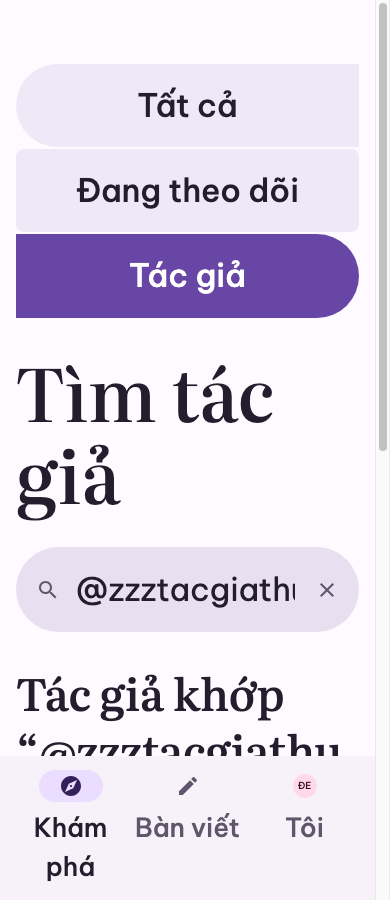 Tất cả
Đang theo dõi
Tác giả
Tìm tác
giả
@zzztacgiath
Tác giả khớp
“@zzztacgiathu
Khám
phá
Bàn viết
ĐE
Tôi